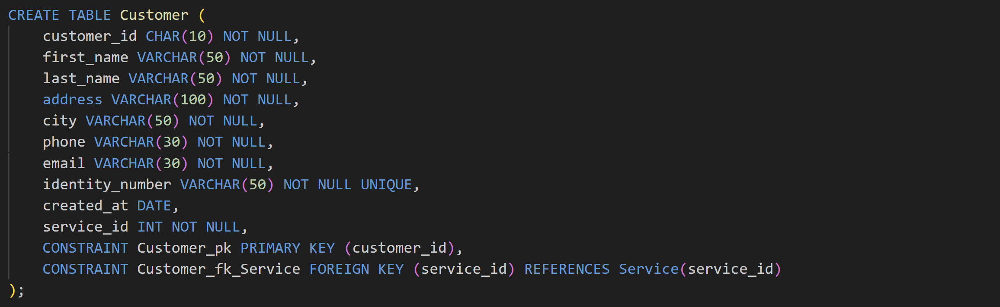 CREATE TABLE Customer (
    customer_id CHAR(10) NOT NULL,
    first_name VARCHAR(50) NOT NULL,
    last_name VARCHAR(50) NOT NULL,
    address VARCHAR(100) NOT NULL,
    city VARCHAR(50) NOT NULL,
    phone VARCHAR(30) NOT NULL,
    email VARCHAR(30) NOT NULL,
    identity_number VARCHAR(50) NOT NULL UNIQUE,
    created_at DATE,
    service_id INT NOT NULL,
    CONSTRAINT Customer_pk PRIMARY KEY (customer_id),
    CONSTRAINT Customer_fk_Service FOREIGN KEY (service_id) REFERENCES Service(service_id)
);